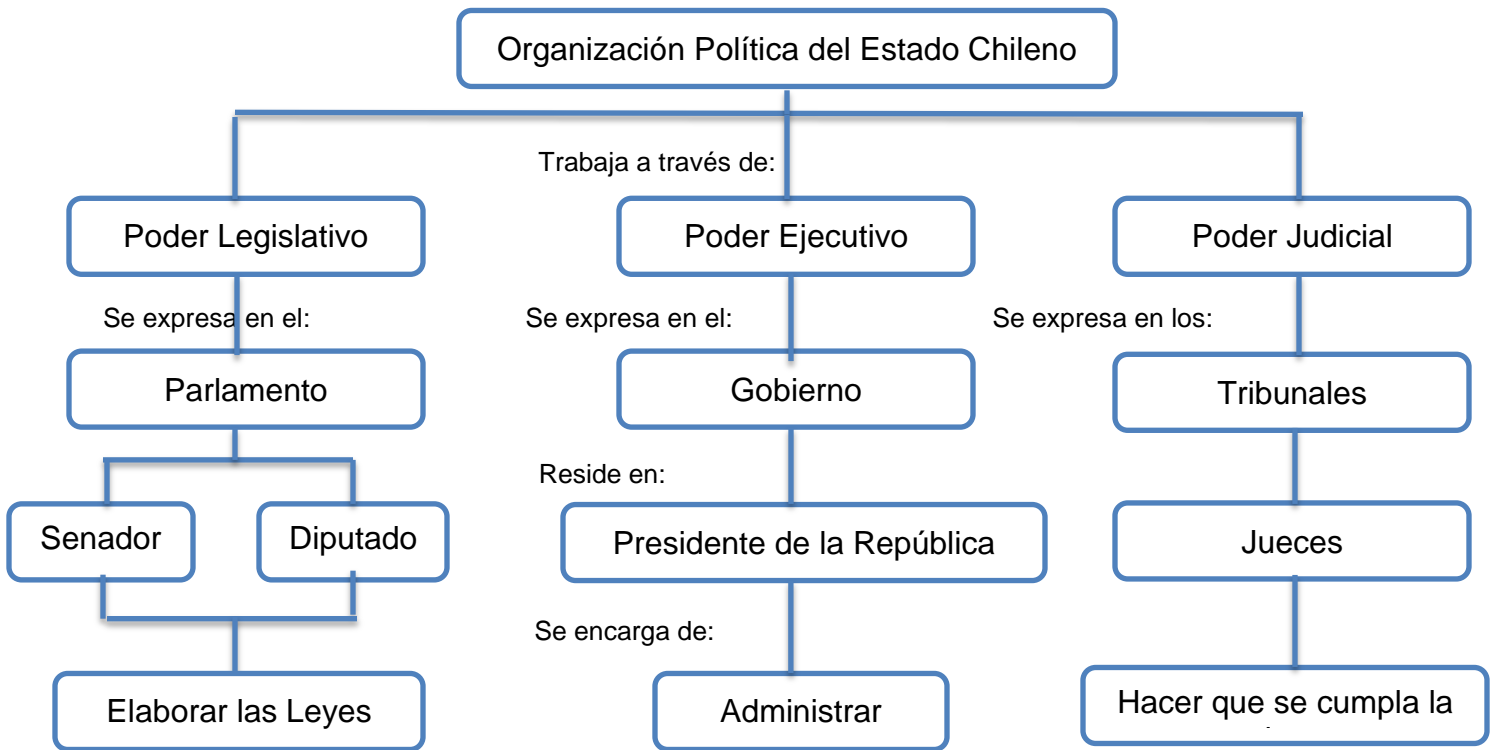 Organización Política del Estado Chileno
Trabaja a través de:
Poder Legislativo
Poder Ejecutivo
Poder Judicial
Se expresa en el:
Se expresa en el:
Se expresa en los:
Parlamento
Gobierno
Tribunales
Reside en:
Senador
Diputado
Presidente de la República
Jueces
Se encarga de:
Elaborar las Leyes
Administrar
Hacer que se cumpla la